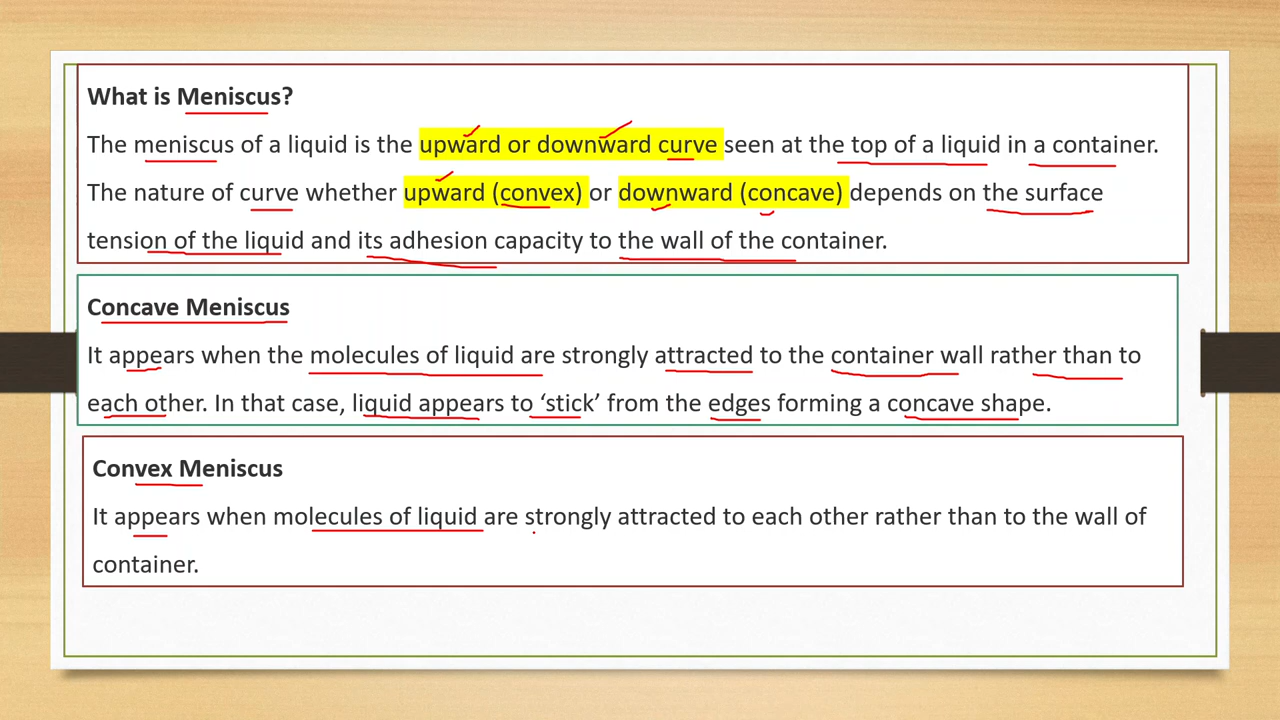 What is Meniscus?
The meniscus of a liquid is the upward or downward curve seen at the top of a liquid in a container.
The nature of curve whether upward (convex) or downward (concave) depends on the surface
tension of the liquid and its adhesion capacity to the wall of the container.
Concave Meniscus
It appears when the molecules of liquid are strongly attracted to the container wall rather than to
each other. In that case, liquid appears to ‘stick’ from the edges forming a concave shape.
Convex Meniscus
It appears when molecules of liquid are strongly attracted to each other rather than to the wall of
container.